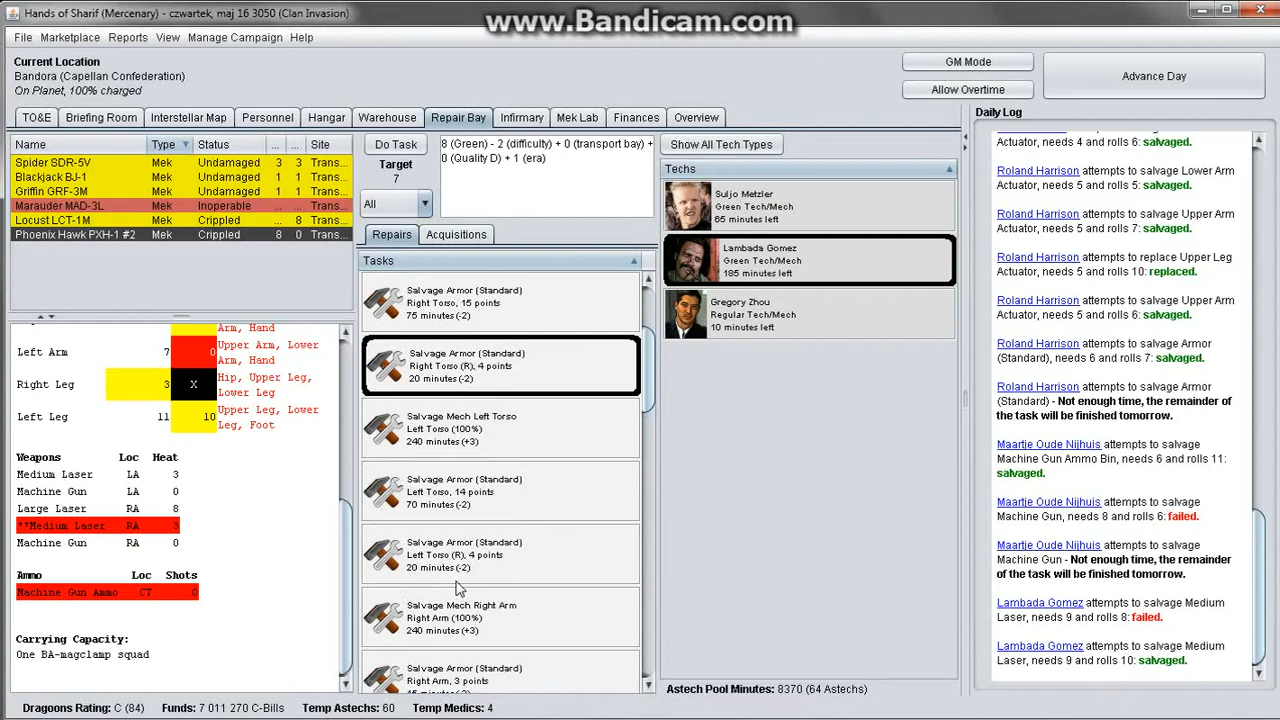 Hands of Sharif (Mercenary) - czwartek, maj 16 3050 (Clan Invasion)
www.Bandicam.com
File Marketplace Reports View Manage Campaign Help
Current Location
Bandora (Capellan Confederation)
On Planet, 100% charged
GM Mode
Allow Overtime
Advance Day
TO&E Briefing Room Interstellar Map Personnel Hangar Warehouse Repair Bay Infirmary Mek Lab Finances Overview
Name Type Status ... ... Site
Spider SDR-5V Mek Undamaged 3 3 Trans...
Blackjack BJ-1 Mek Undamaged 1 1 Trans...
Griffin GRF-3M Mek Undamaged 1 1 Trans...
Marauder MAD-3L Mek Inoperable Trans...
Locust LCT-1M Mek Crippled 8 Trans...
Phoenix Hawk PXH-1 #2 Mek Crippled 8 0 Trans...
Arm, Hand
Left Arm 7 0 Upper Arm, Lower
Arm, Hand
Right Leg 3 X Hip, Upper Leg,
Lower Leg
Left Leg 11 10 Upper Leg, Lower
Leg, Foot
Weapons Loc Heat
Medium Laser LA 3
Machine Gun LA 0
Large Laser RA 8
**Medium Laser RA 3
Machine Gun RA 0
Ammo Loc Shots
Machine Gun Ammo CT 0
Carrying Capacity:
One BA-magclamp squad
Do Task
Target
7
All
8 (Green) - 2 (difficulty) + 0 (transport bay) +
0 (Quality D) + 1 (era)
Repairs Acquisitions
Tasks
Salvage Armor (Standard)
Right Torso, 15 points
75 minutes (-2)
Salvage Armor (Standard)
Right Torso (R), 4 points
20 minutes (-2)
Salvage Mech Left Torso
Left Torso (100%)
240 minutes (+3)
Salvage Armor (Standard)
Left Torso, 14 points
70 minutes (-2)
Salvage Armor (Standard)
Left Torso (R), 4 points
20 minutes (-2)
Salvage Mech Right Arm
Right Arm (100%)
240 minutes (+3)
Salvage Armor (Standard)
Right Arm, 3 points
15 minutes (-2)
Show All Tech Types
Techs
Suljo Metzler
Green Tech/Mech
65 minutes left
Lambada Gomez
Green Tech/Mech
185 minutes left
Gregory Zhou
Regular Tech/Mech
10 minutes left
Astech Pool Minutes: 8370 (64 Astechs)
Daily Log
Actuator, needs 4 and rolls 6: salvaged.
Roland Harrison attempts to salvage Lower Arm
Actuator, needs 5 and rolls 5: salvaged.
Roland Harrison attempts to salvage Upper Arm
Actuator, needs 5 and rolls 7: salvaged.
Roland Harrison attempts to replace Upper Leg
Actuator, needs 5 and rolls 10: replaced.
Roland Harrison attempts to salvage Upper Arm
Actuator, needs 5 and rolls 6: salvaged.
Roland Harrison attempts to salvage Armor
(Standard), needs 6 and rolls 7: salvaged.
Roland Harrison attempts to salvage Armor
(Standard) - Not enough time, the remainder
of the task will be finished tomorrow.
Maartje Oude Nijhuis attempts to salvage
Machine Gun Ammo Bin, needs 6 and rolls 11:
salvaged.
Maartje Oude Nijhuis attempts to salvage
Machine Gun, needs 8 and rolls 6: failed.
Maartje Oude Nijhuis attempts to salvage
Machine Gun - Not enough time, the remainder
of the task will be finished tomorrow.
Lambada Gomez attempts to salvage Medium
Laser, needs 9 and rolls 8: failed.
Lambada Gomez attempts to salvage Medium
Laser, needs 9 and rolls 10: salvaged.
Dragoons Rating: C (84) Funds: 7 011 270 C-Bills Temp Astechs: 60 Temp Medics: 4